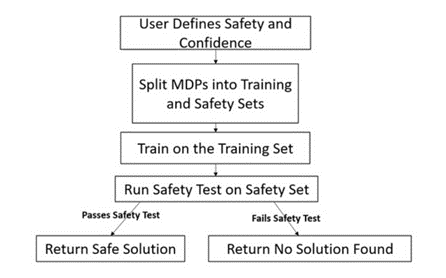 User Defines Safety and
Confidence
Split MDPs into Training
and Safety Sets
Train on the Training Set
Run Safety Test on Safety Set
Passes Safety Test
Fails Safety Test
Return Safe Solution
Return No Solution Found